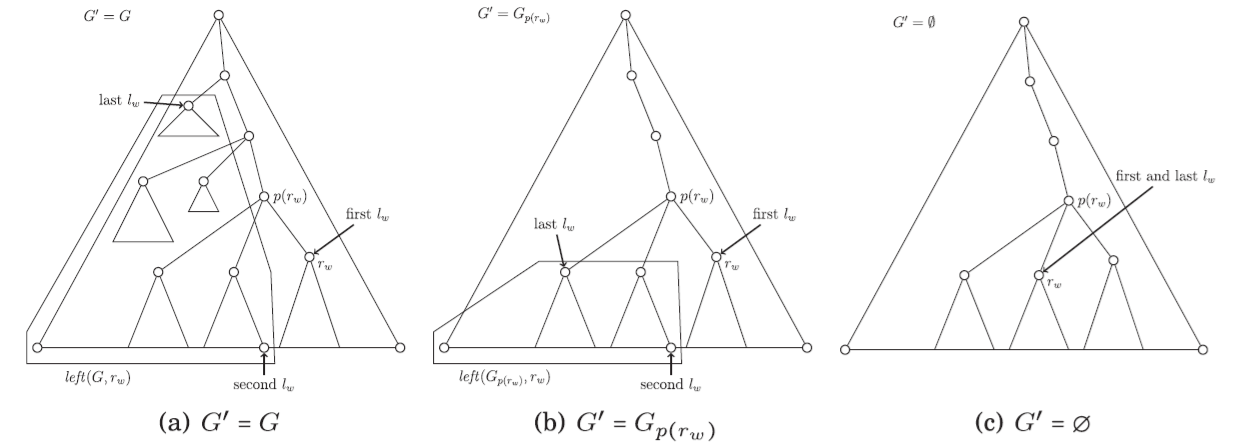 G′ = G
last l_w
p(r_w)
first l_w
r_w
left(G, r_w)
second l_w
(a) G′ = G
G′ = G_{p(r_w)}
p(r_w)
last l_w
first l_w
r_w
left(G_{p(r_w)}, r_w)
second l_w
(b) G′ = G_{p(r_w)}
G′ = ∅
first and last l_w
p(r_w)
r_w
(c) G′ = ∅